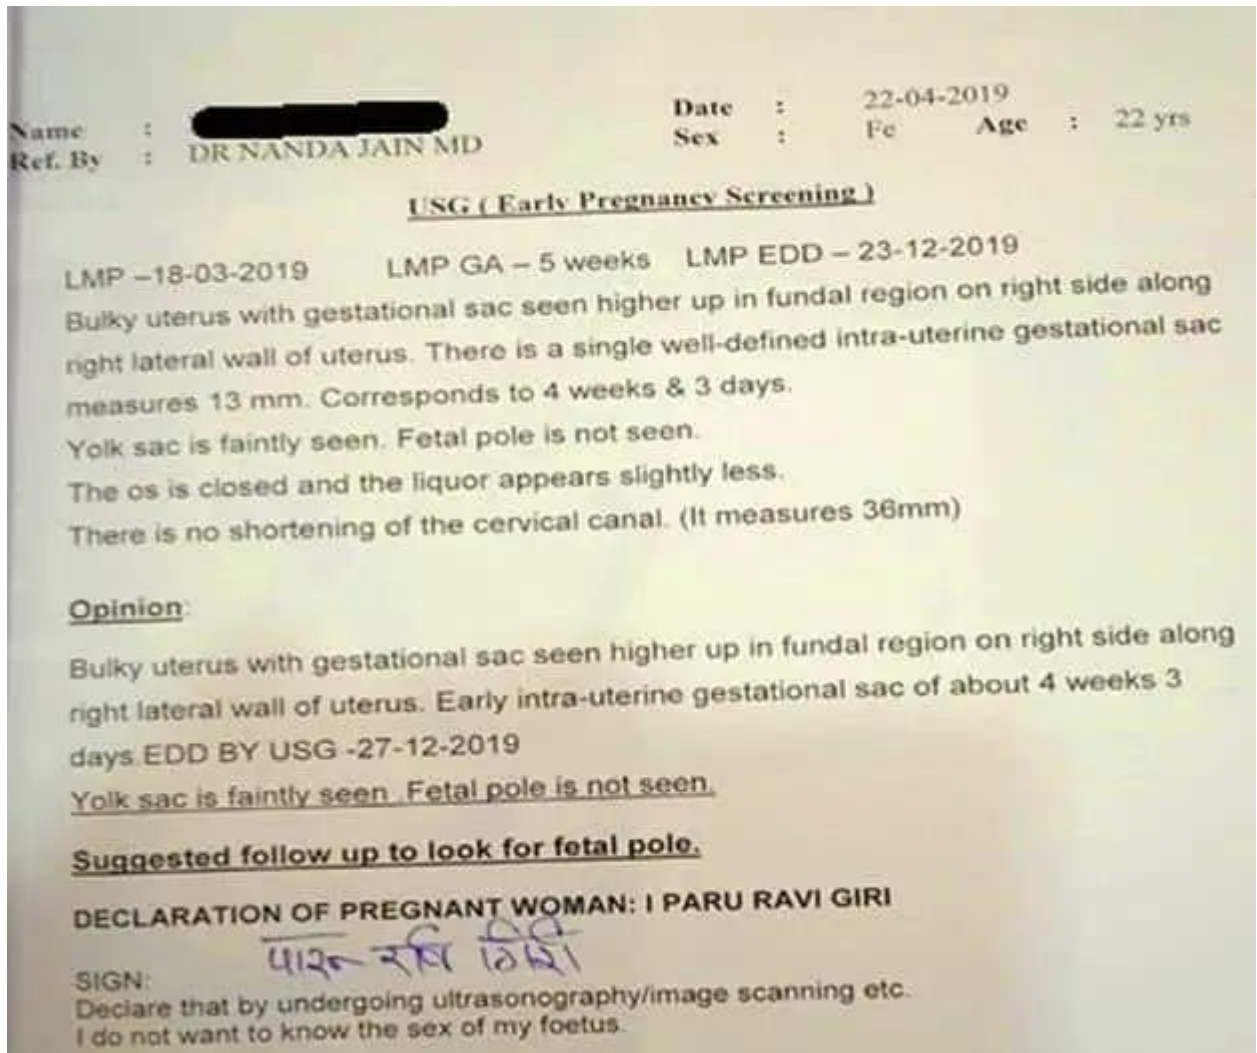 Name : Date : 22-04-2019
Ref. By : DR NANDA JAIN MD Sex : Fe Age : 22 yrs
USG ( Early Pregnancy Screening )
LMP –18-03-2019 LMP GA – 5 weeks LMP EDD – 23-12-2019
Bulky uterus with gestational sac seen higher up in fundal region on right side along
right lateral wall of uterus. There is a single well-defined intra-uterine gestational sac
measures 13 mm. Corresponds to 4 weeks & 3 days.
Yolk sac is faintly seen. Fetal pole is not seen.
The os is closed and the liquor appears slightly less.
There is no shortening of the cervical canal. (It measures 36mm)
Opinion:
Bulky uterus with gestational sac seen higher up in fundal region on right side along
right lateral wall of uterus. Early intra-uterine gestational sac of about 4 weeks 3
days.EDD BY USG -27-12-2019
Yolk sac is faintly seen .Fetal pole is not seen.
Suggested follow up to look for fetal pole.
DECLARATION OF PREGNANT WOMAN: I PARU RAVI GIRI
पारू रवि गिरी
SIGN:
Declare that by undergoing ultrasonography/image scanning etc.
I do not want to know the sex of my foetus.